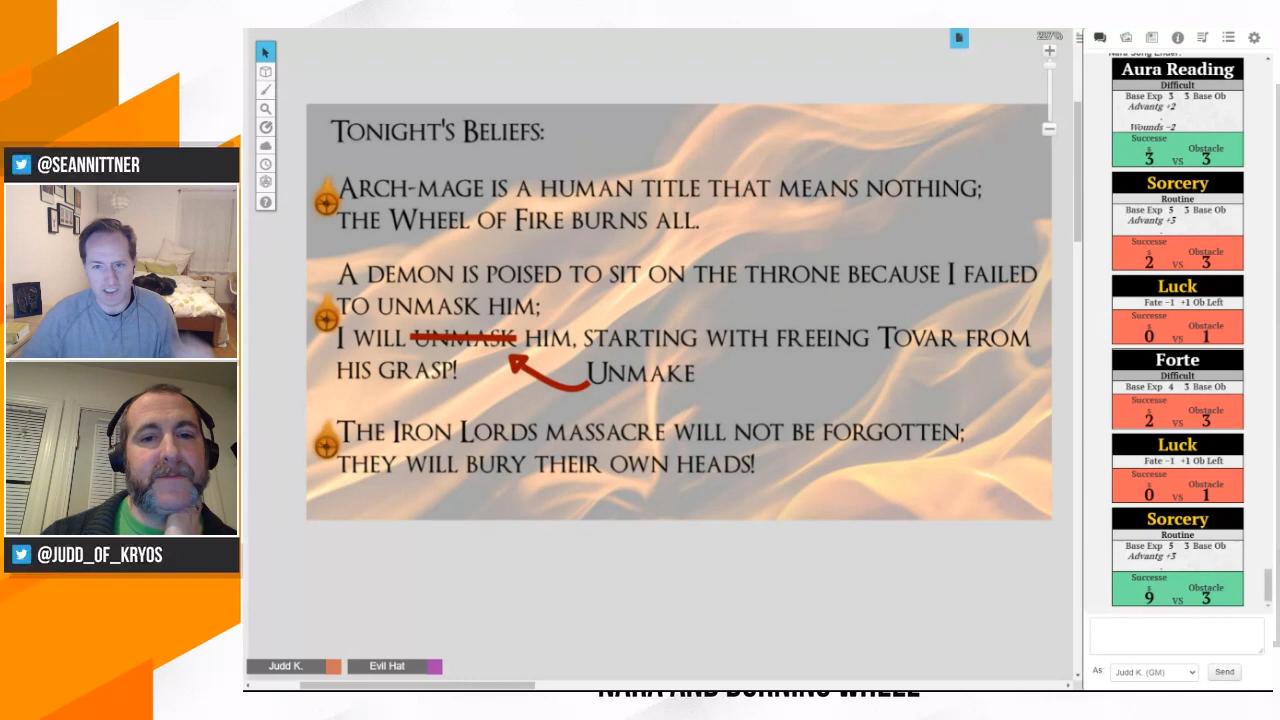 @SEANNITTNER
@JUDD_OF_KRYOS
TONIGHT'S BELIEFS:
ARCH-MAGE IS A HUMAN TITLE THAT MEANS NOTHING;
THE WHEEL OF FIRE BURNS ALL.
A DEMON IS POISED TO SIT ON THE THRONE BECAUSE I FAILED
TO UNMASK HIM;
I WILL UNMASK HIM, STARTING WITH FREEING TOVAR FROM
HIS GRASP!
UNMAKE
THE IRON LORDS MASSACRE WILL NOT BE FORGOTTEN;
THEY WILL BURY THEIR OWN HEADS!
Judd K.
Evil Hat
NARA AND BURNING WHEEL
Aura Reading
Difficult
Base Exp 3 3 Base Ob
Advantg +2
.
Wounds -2
Successe
s
Obstacle
3 VS 3
Sorcery
Routine
Base Exp 5 3 Base Ob
Advantg +5
.
Successe
s
Obstacle
2 VS 3
Luck
Fate -1 +1 Ob Left
Successe
s
Obstacle
0 VS 1
Forte
Difficult
Base Exp 4 3 Base Ob
Successe
s
Obstacle
2 VS 3
Luck
Fate -1 +1 Ob Left
Successe
s
Obstacle
0 VS 1
Sorcery
Routine
Base Exp 5 3 Base Ob
Advantg +3
.
Successe
s
Obstacle
9 VS 3
As:
Judd K. (GM)
Send